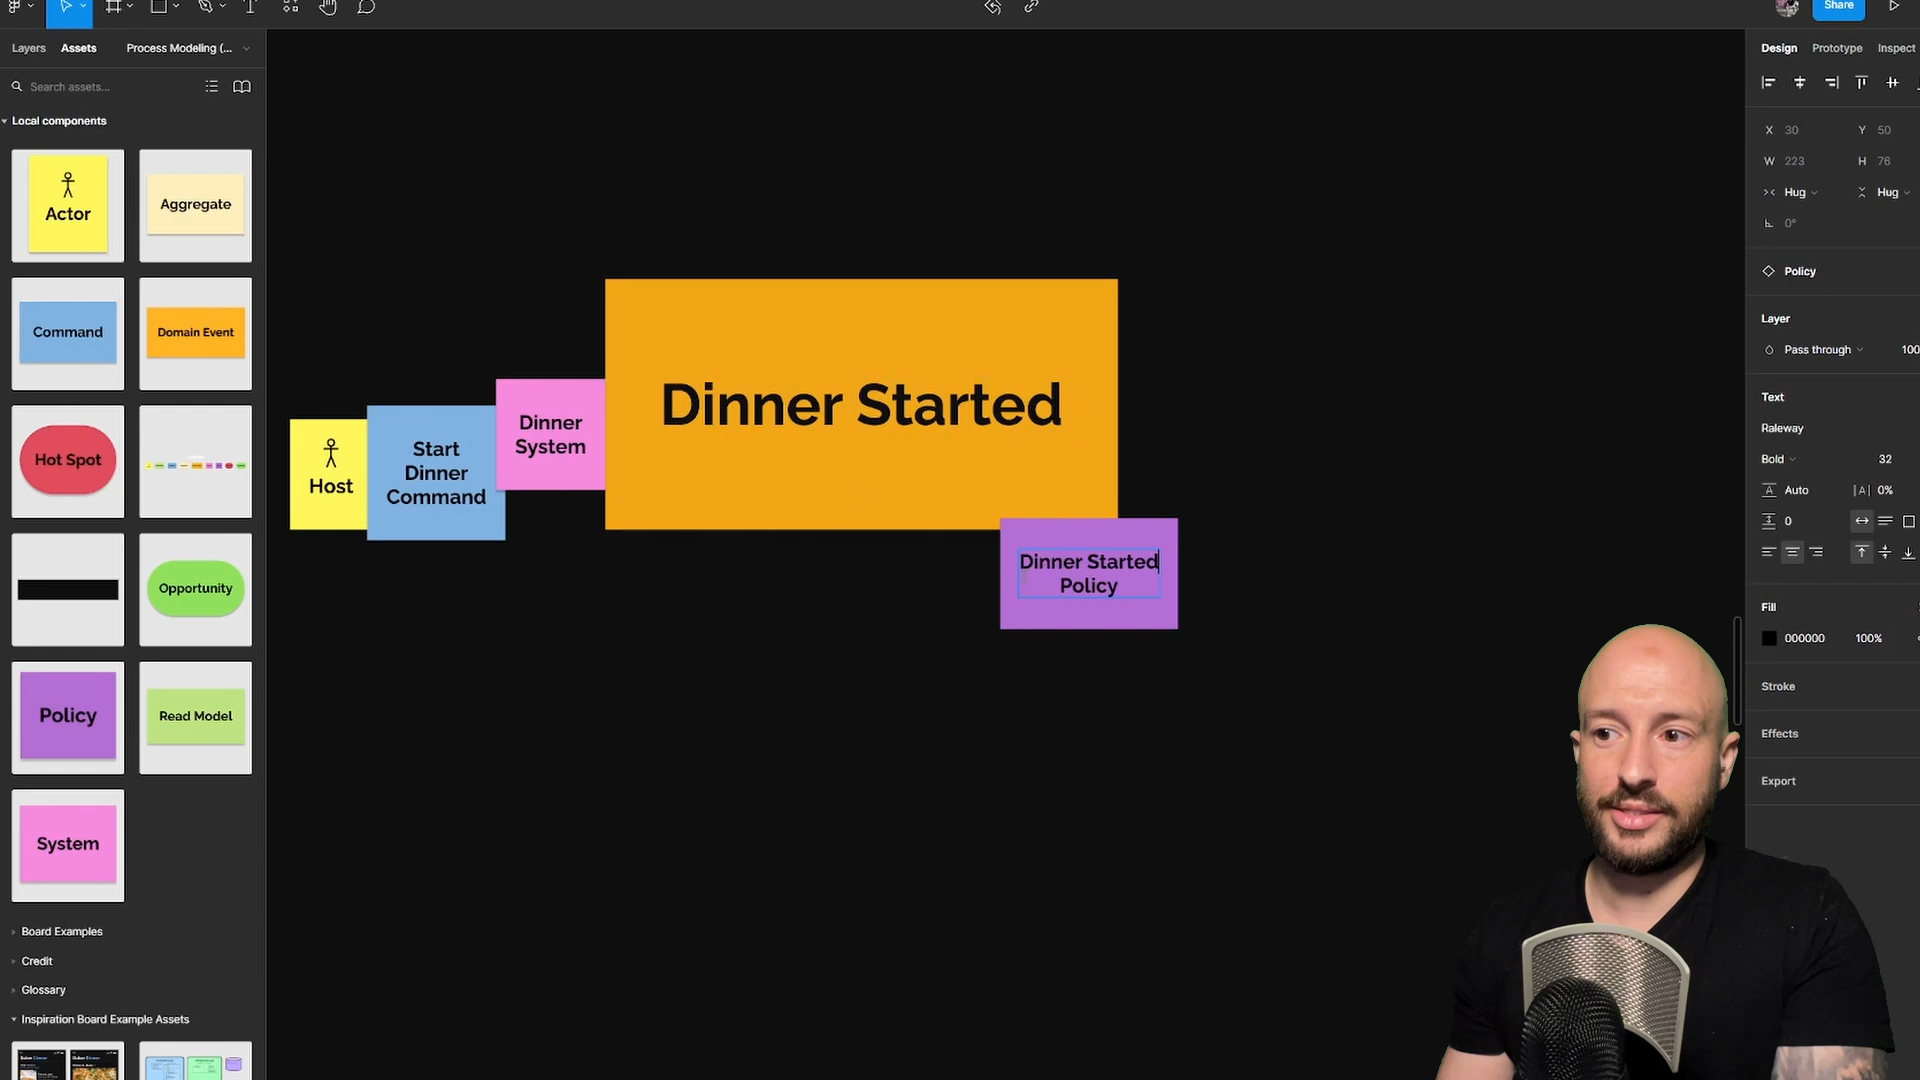 Share
Layers
Assets
Process Modeling (...
Design
Prototype
Inspect
Search assets...
Local components
X 30
Y 50
W 223
H 76
Hug
Hug
0°
Actor
Aggregate
Policy
Command
Domain Event
Layer
Pass through
100
Dinner Started
Text
Raleway
Bold
32
Auto
0%
0
Dinner
System
Start
Dinner
Command
Host
Hot Spot
Dinner Started
Policy
Opportunity
Fill
000000
100%
Policy
Read Model
Stroke
Effects
Export
System
Board Examples
Credit
Glossary
Inspiration Board Example Assets